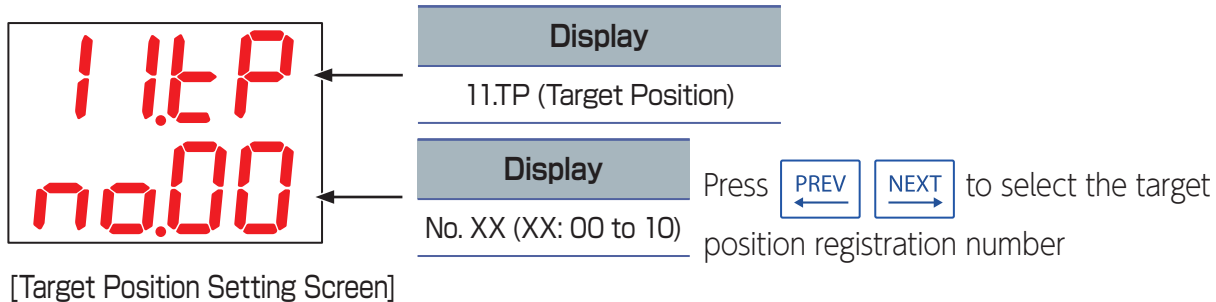 11.tP
Display
11.TP (Target Position)
no.00
Display
No. XX (XX: 00 to 10)
Press PREV NEXT to select the target
position registration number
[Target Position Setting Screen]